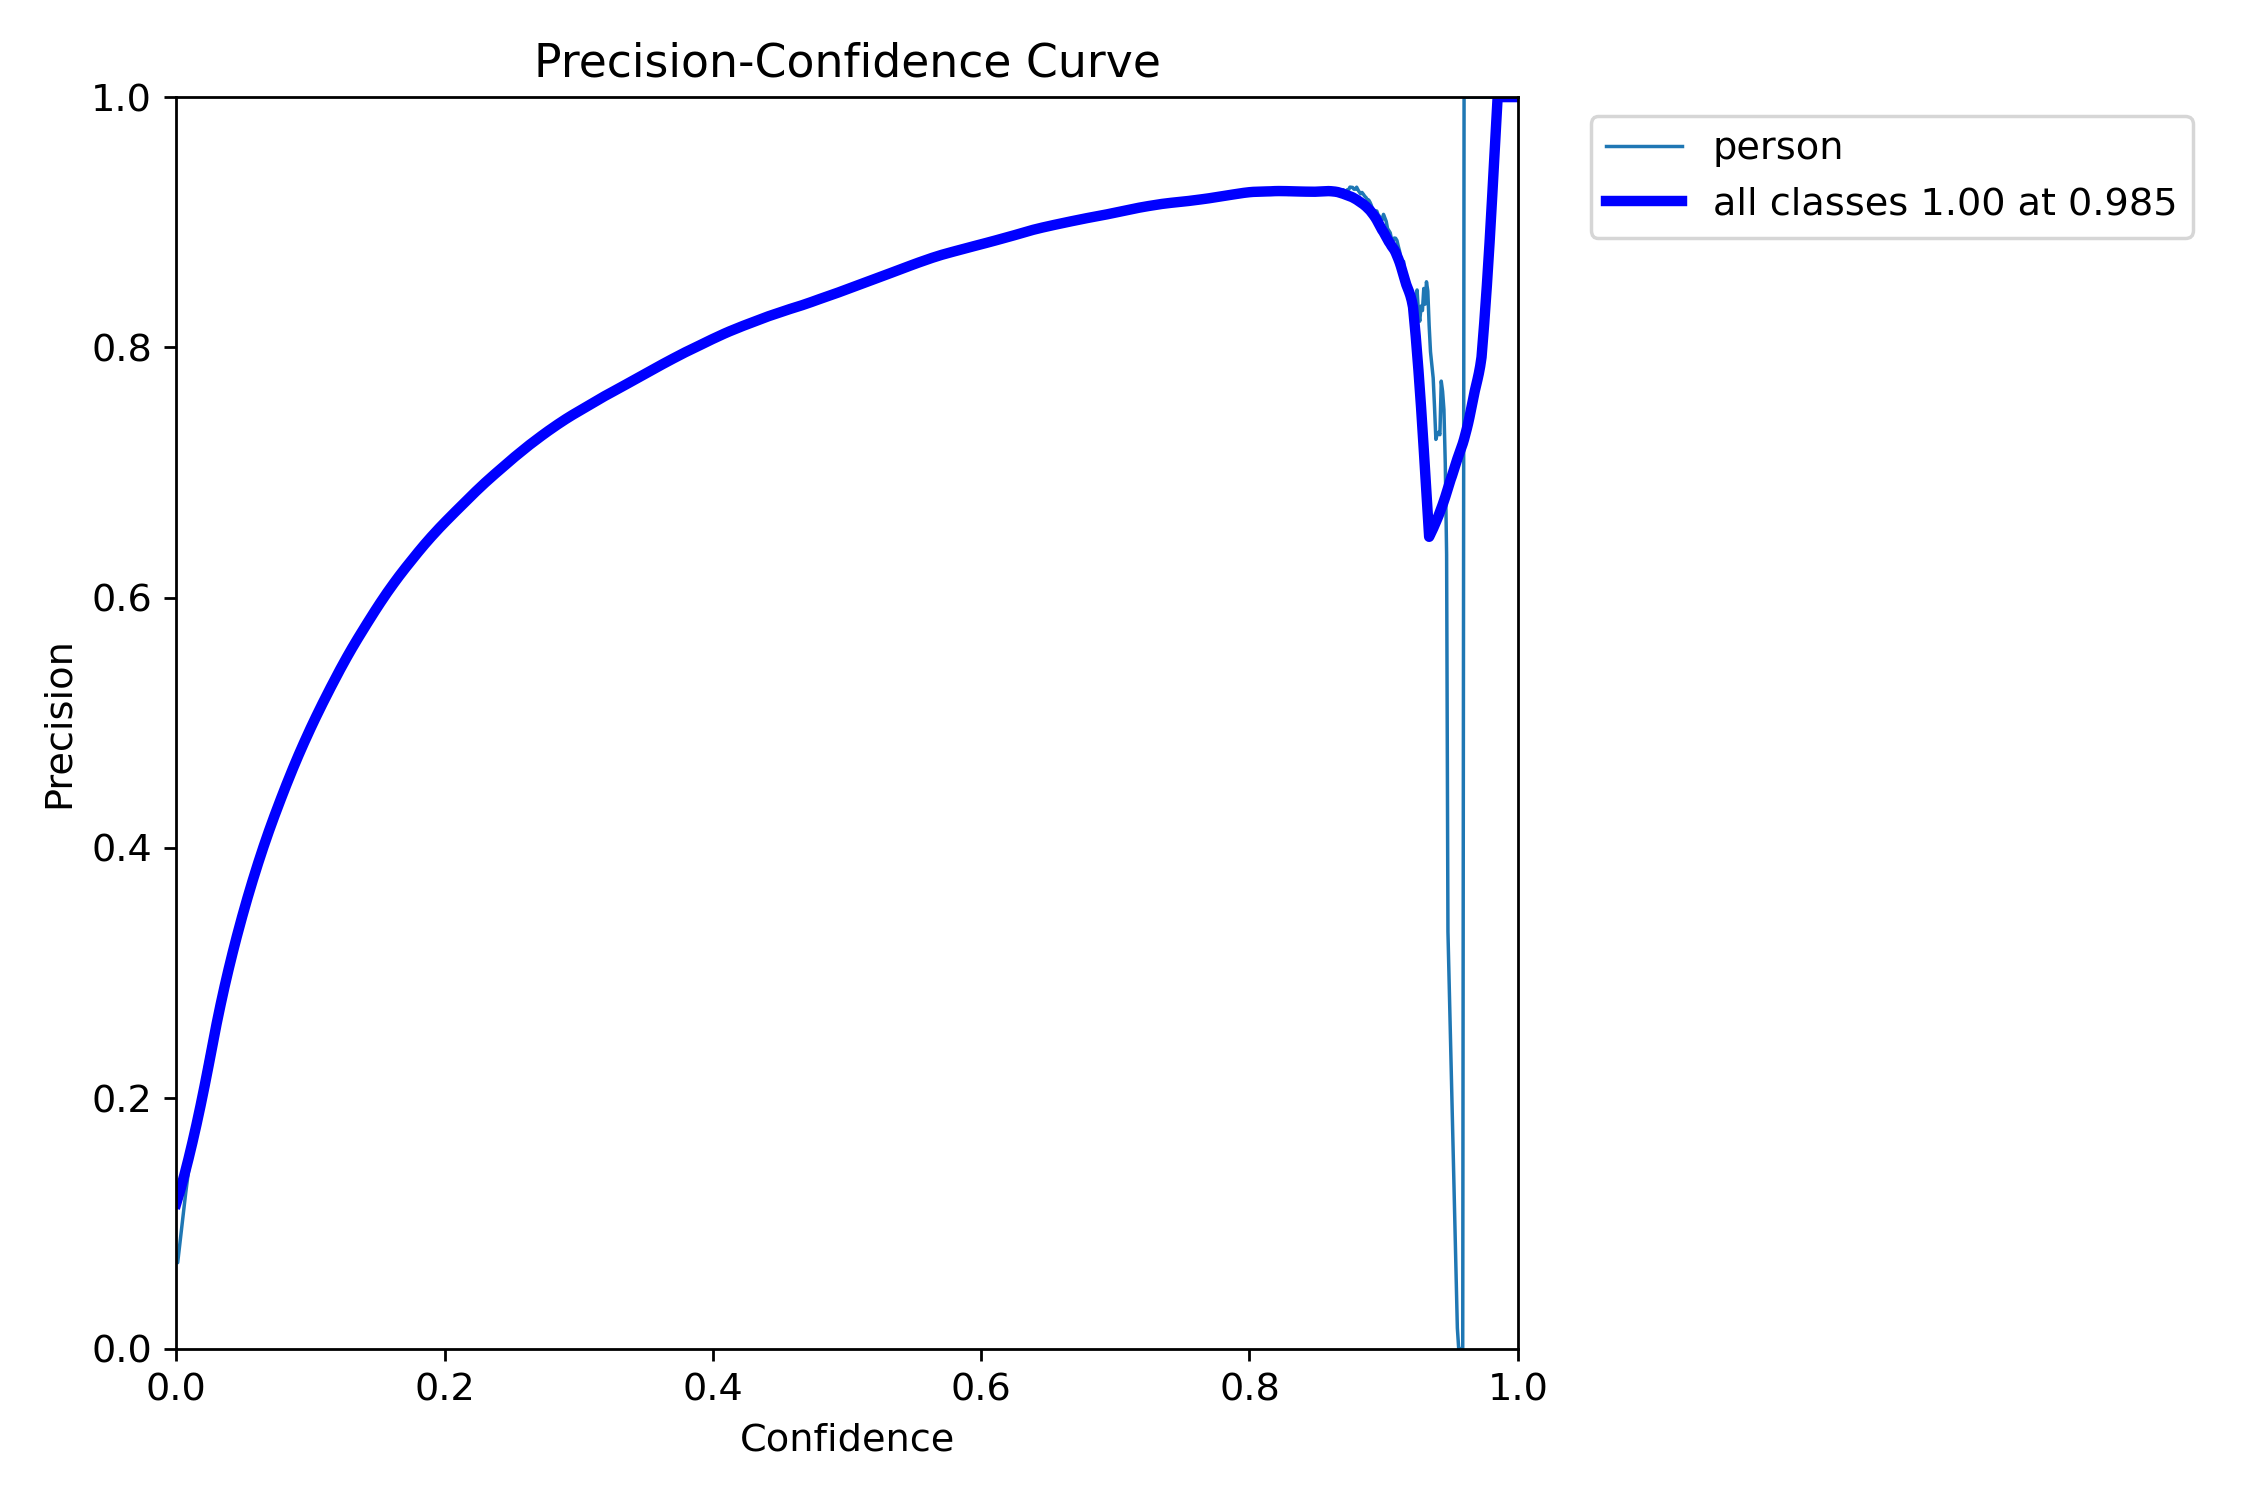 Precision-Confidence Curve
person
all classes 1.00 at 0.985
1.0
0.8
0.6
0.4
0.2
0.0
Precision
0.0 0.2 0.4 0.6 0.8 1.0
Confidence